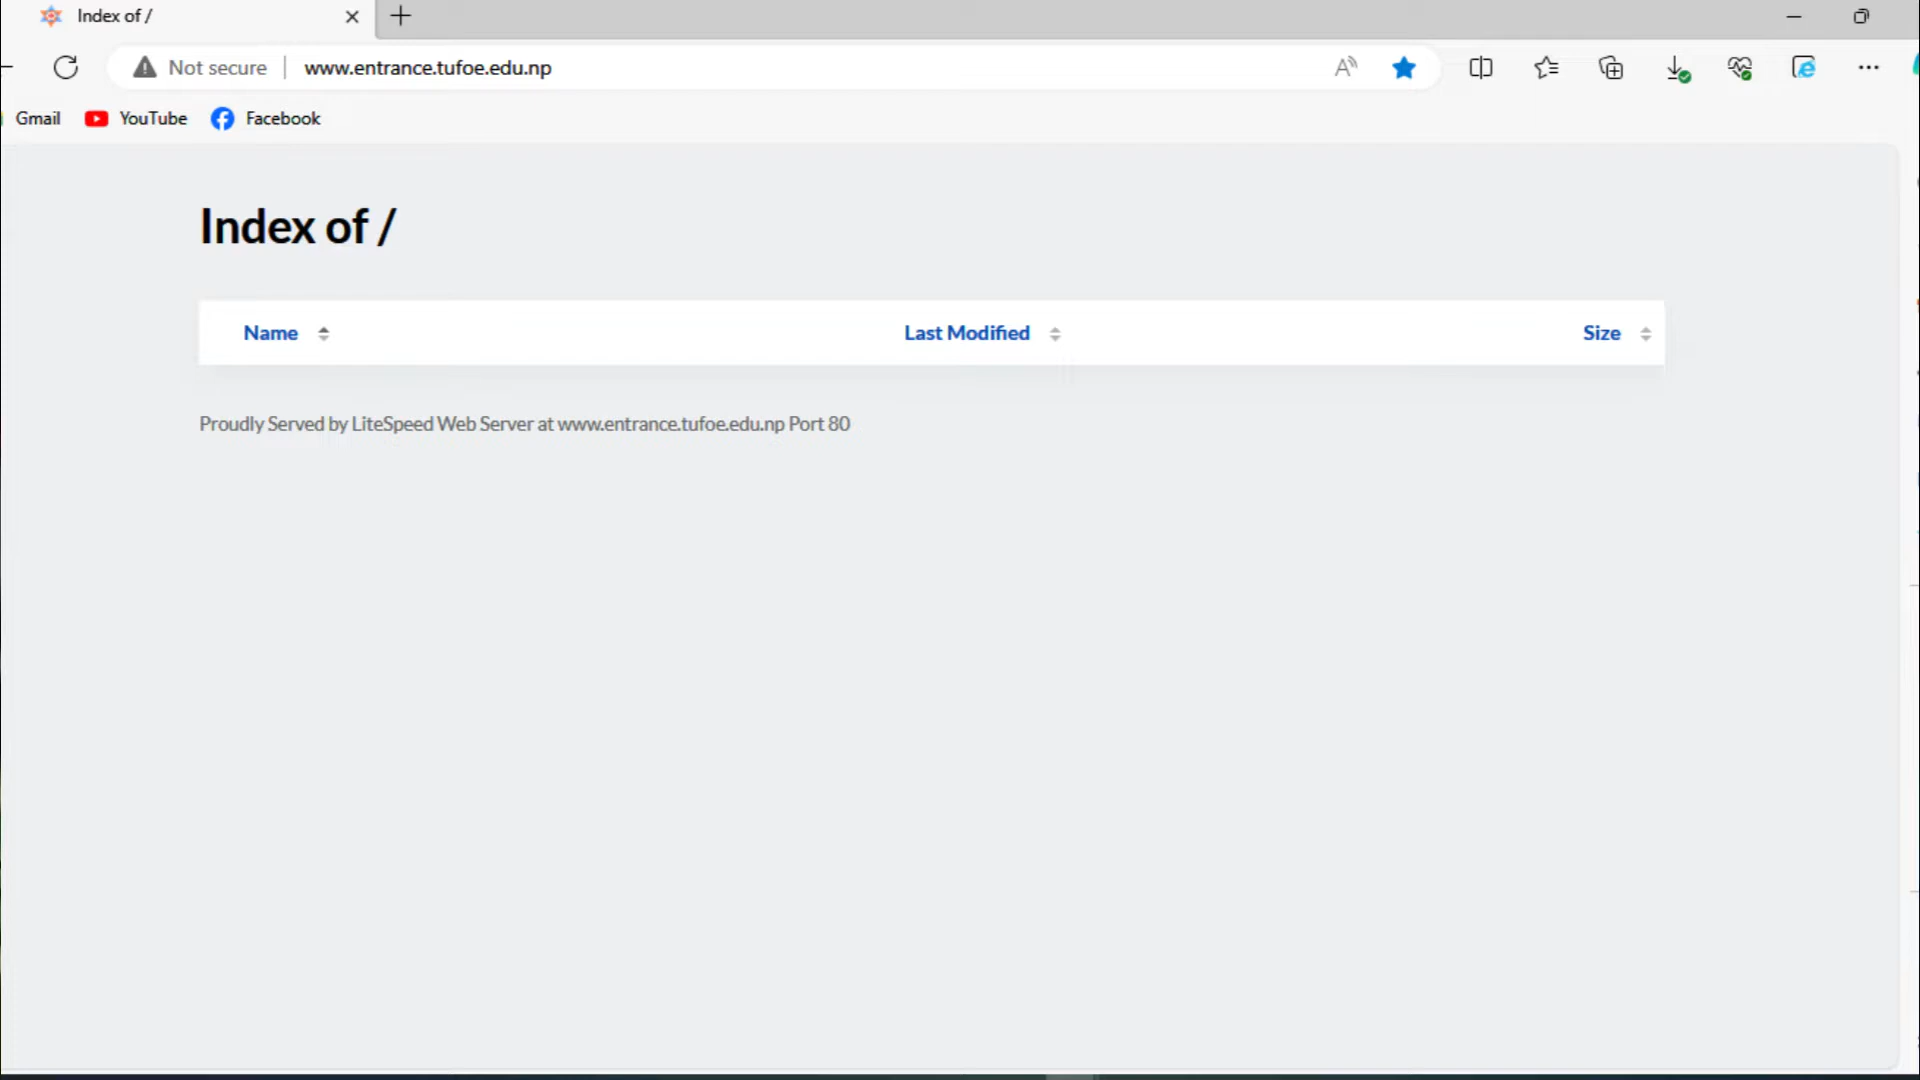 Index of /
Not secure
www.entrance.tufoe.edu.np
Gmail
YouTube
Facebook
Index of /
Name
Last Modified
Size
Proudly Served by LiteSpeed Web Server at www.entrance.tufoe.edu.np Port 80